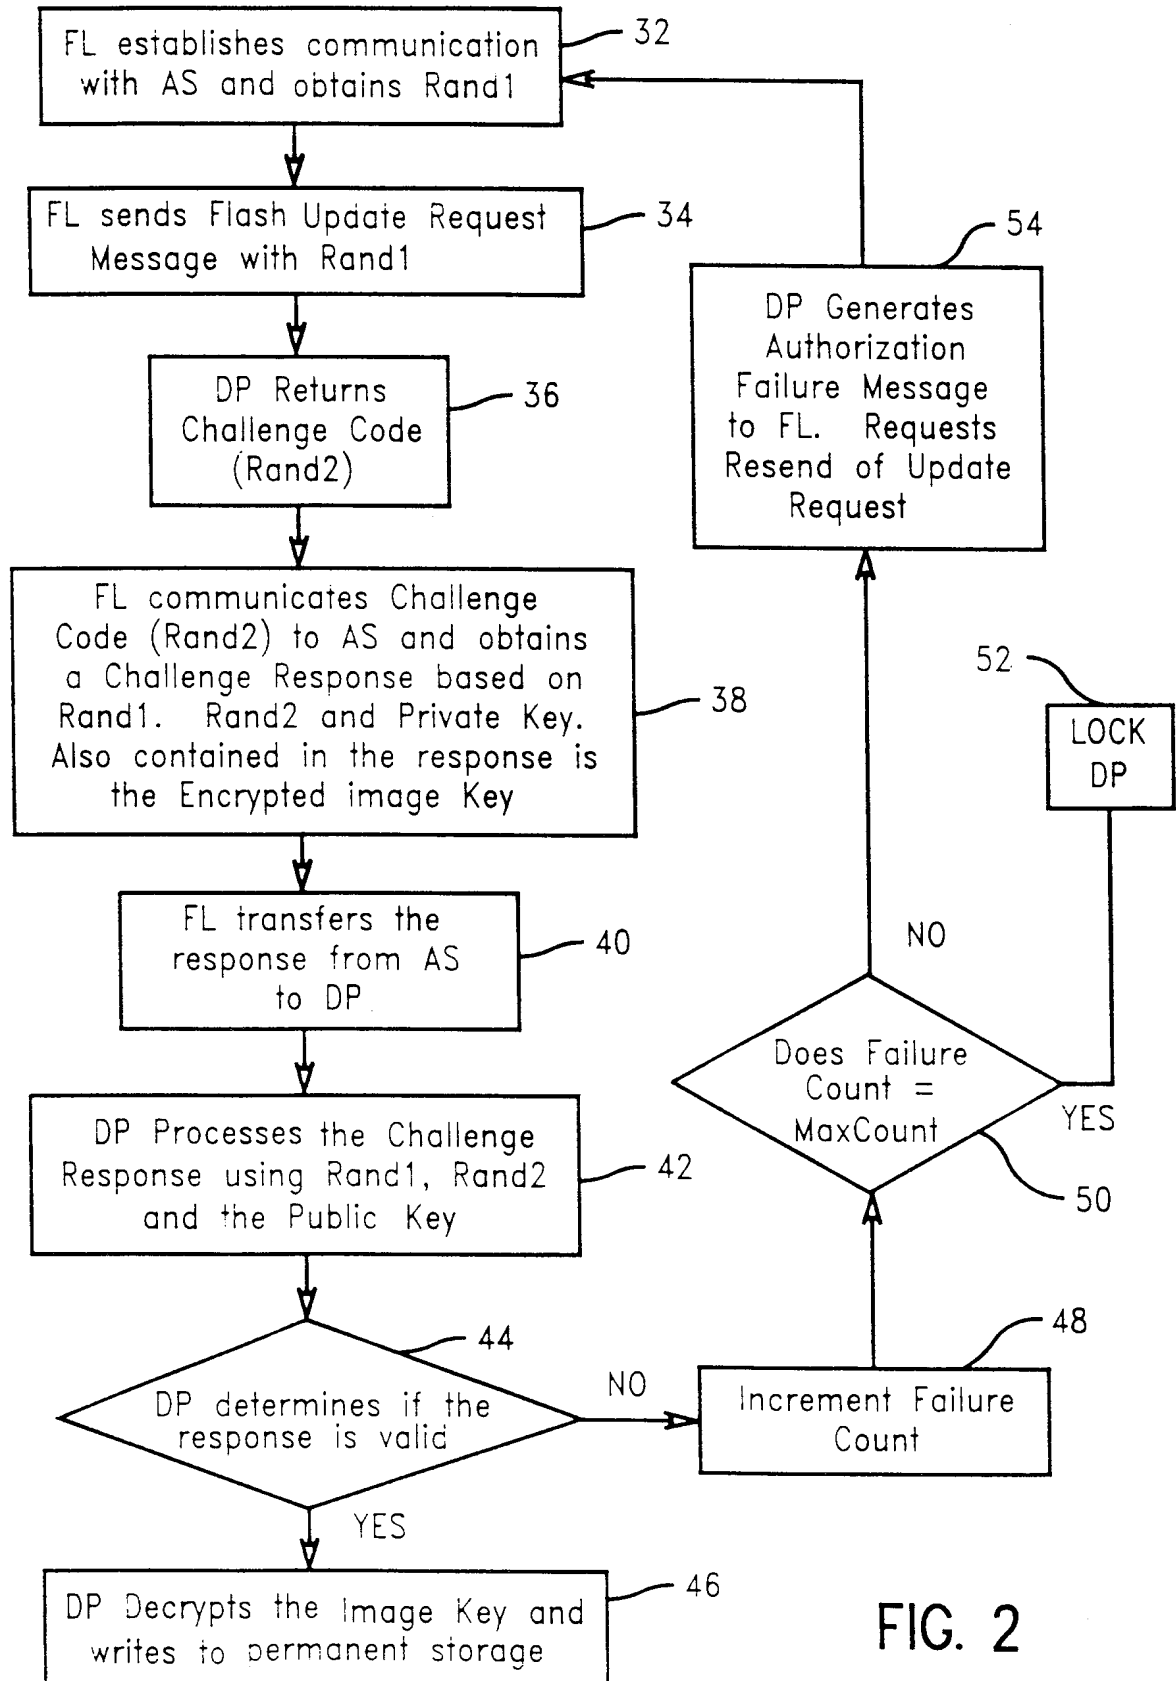 FL establishes communication
with AS and obtains Rand1
32
FL sends Flash Update Request
Message with Rand1
34
DP Returns
Challenge Code
(Rand2)
36
FL communicates Challenge
Code (Rand2) to AS and obtains
a Challenge Response based on
Rand1. Rand2 and Private Key.
Also contained in the response is
the Encrypted image Key
38
FL transfers the
response from AS
to DP
40
DP Processes the Challenge
Response using Rand1, Rand2
and the Public Key
42
DP determines if the
response is valid
44
NO
YES
DP Decrypts the Image Key and
writes to permanent storage
46
Increment Failure
Count
48
Does Failure
Count =
MaxCount
50
NO
YES
LOCK
DP
52
DP Generates
Authorization
Failure Message
to FL. Requests
Resend of Update
Request
54
FIG. 2